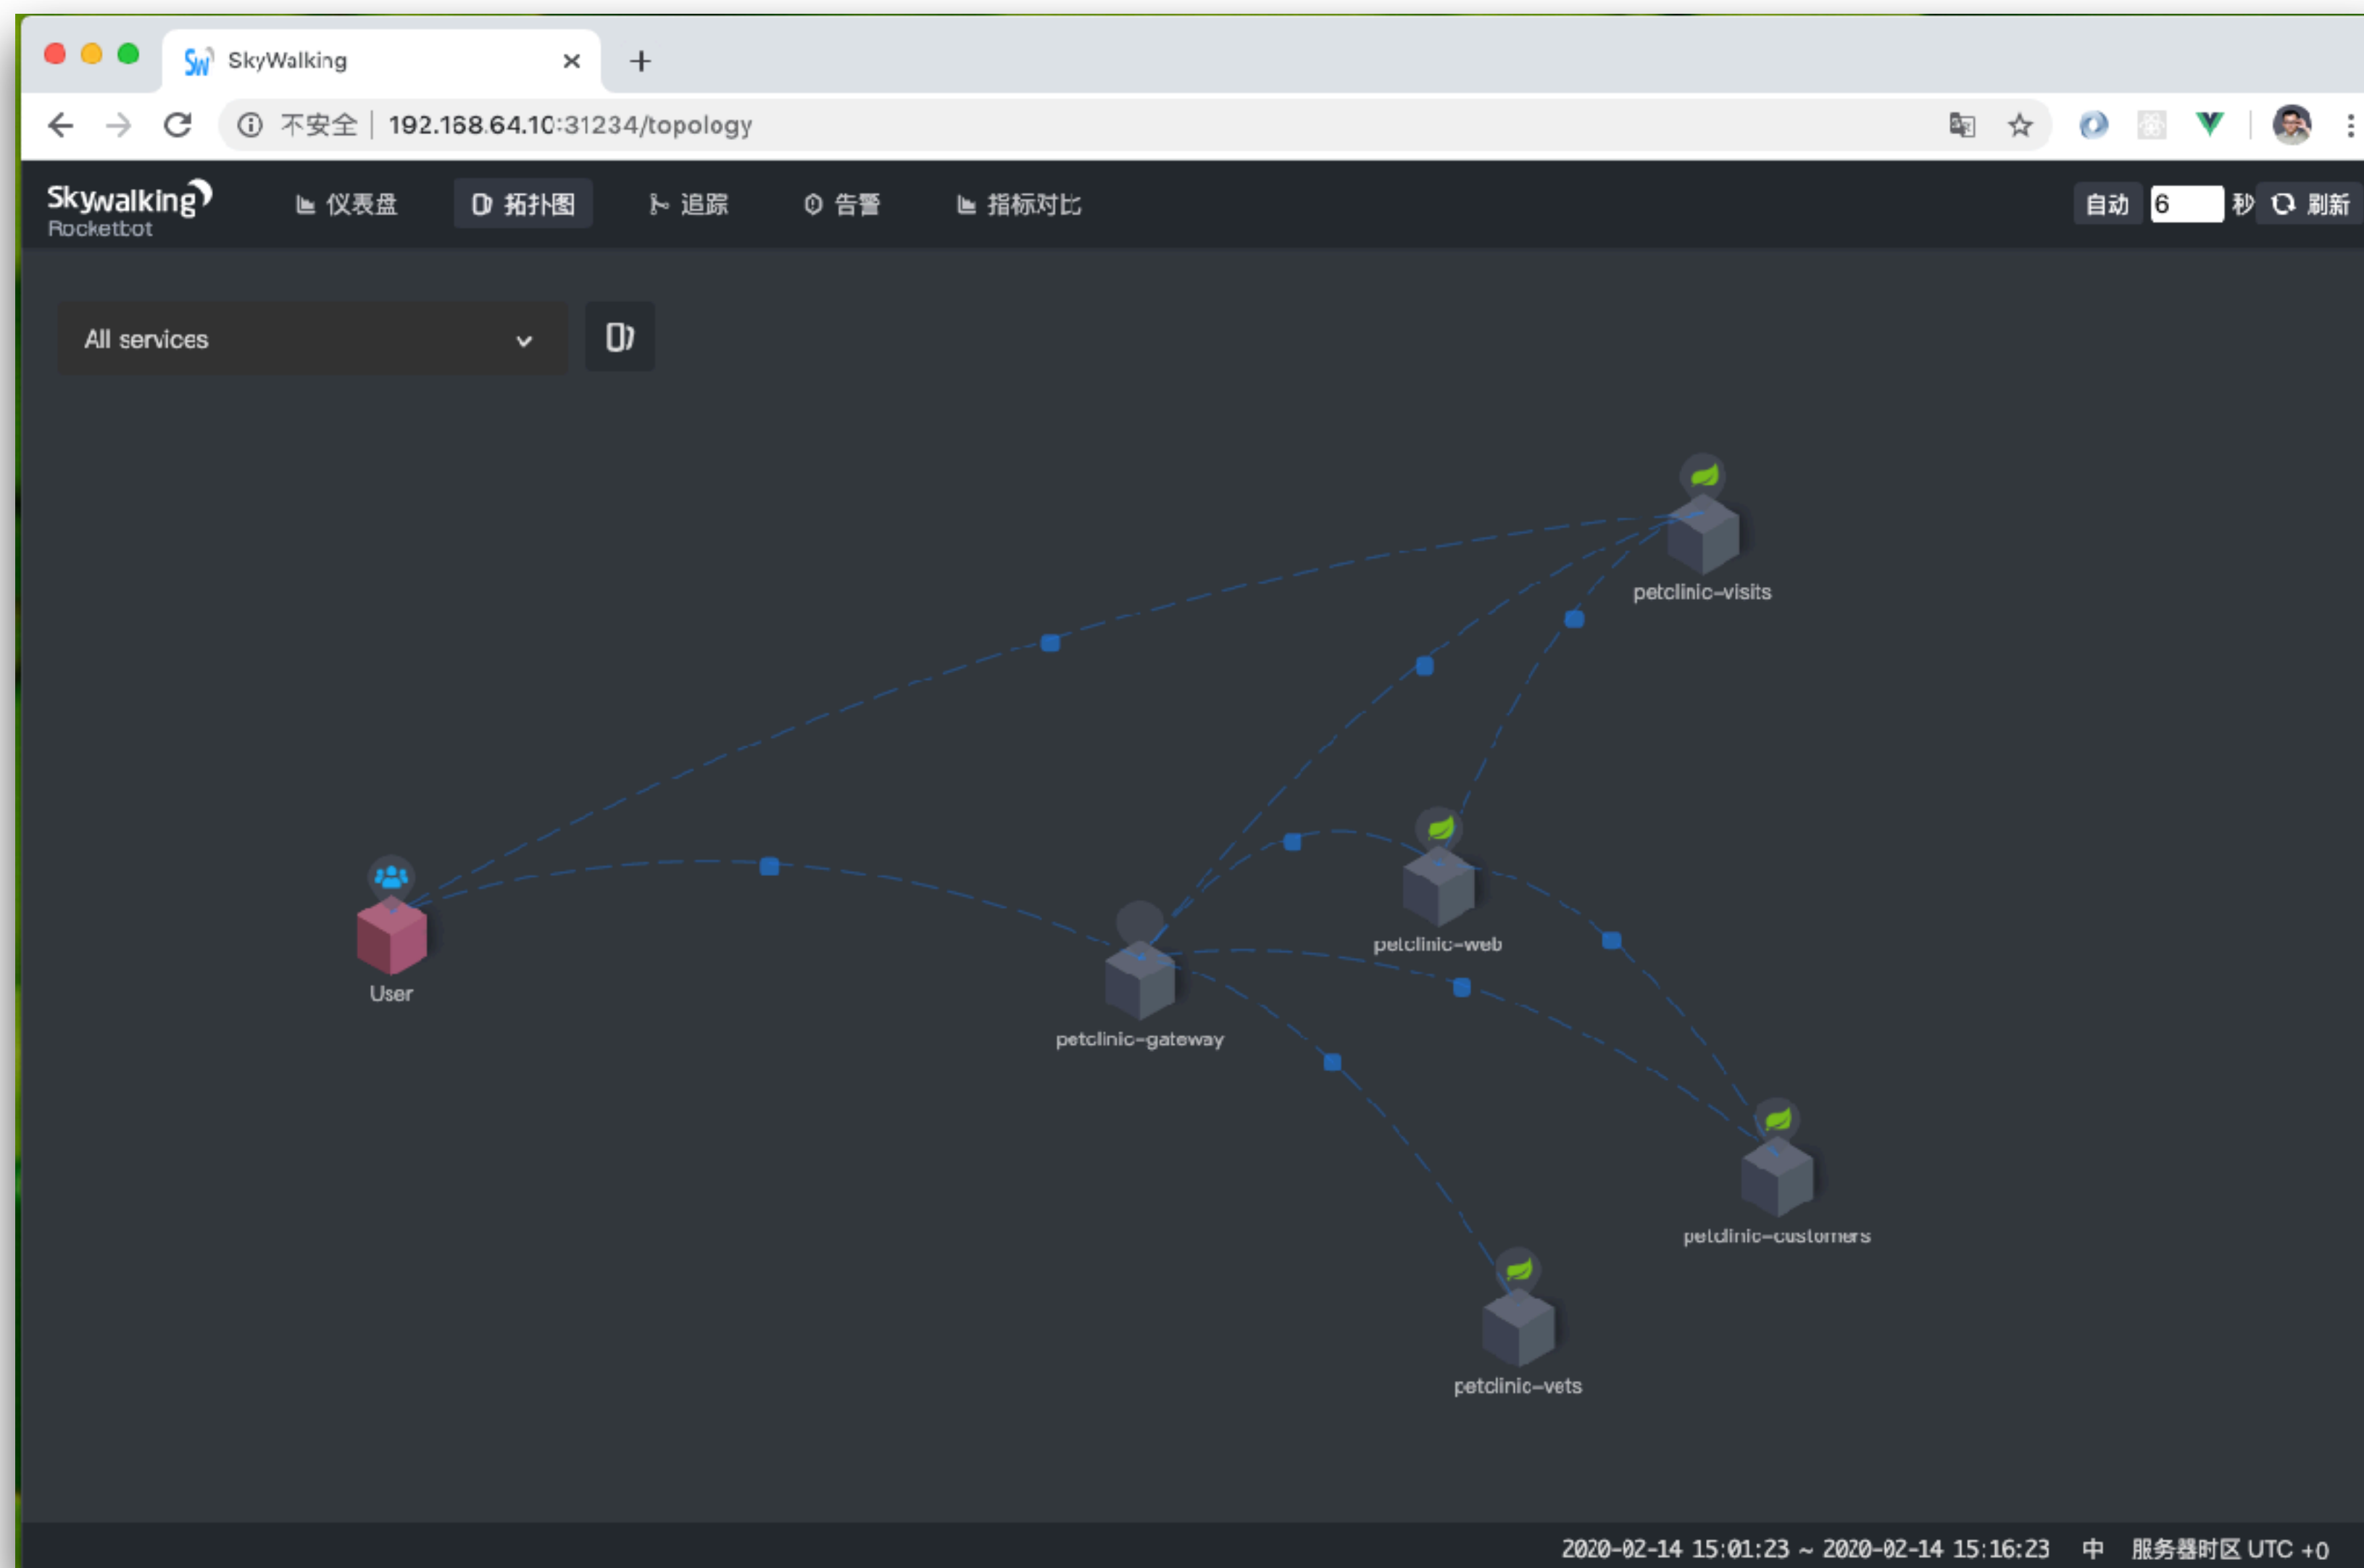 SkyWalking
不安全 192.168.64.10:31234/topology
Skywalking
Rocketbot
仪表盘
拓扑图
追踪
告警
指标对比
自动 6 秒 刷新
All services
petclinic-visits
petclinic-web
User
petclinic-gateway
petclinic-customers
petclinic-vets
2020-02-14 15:01:23 ~ 2020-02-14 15:16:23 中 服务器时区 UTC +0